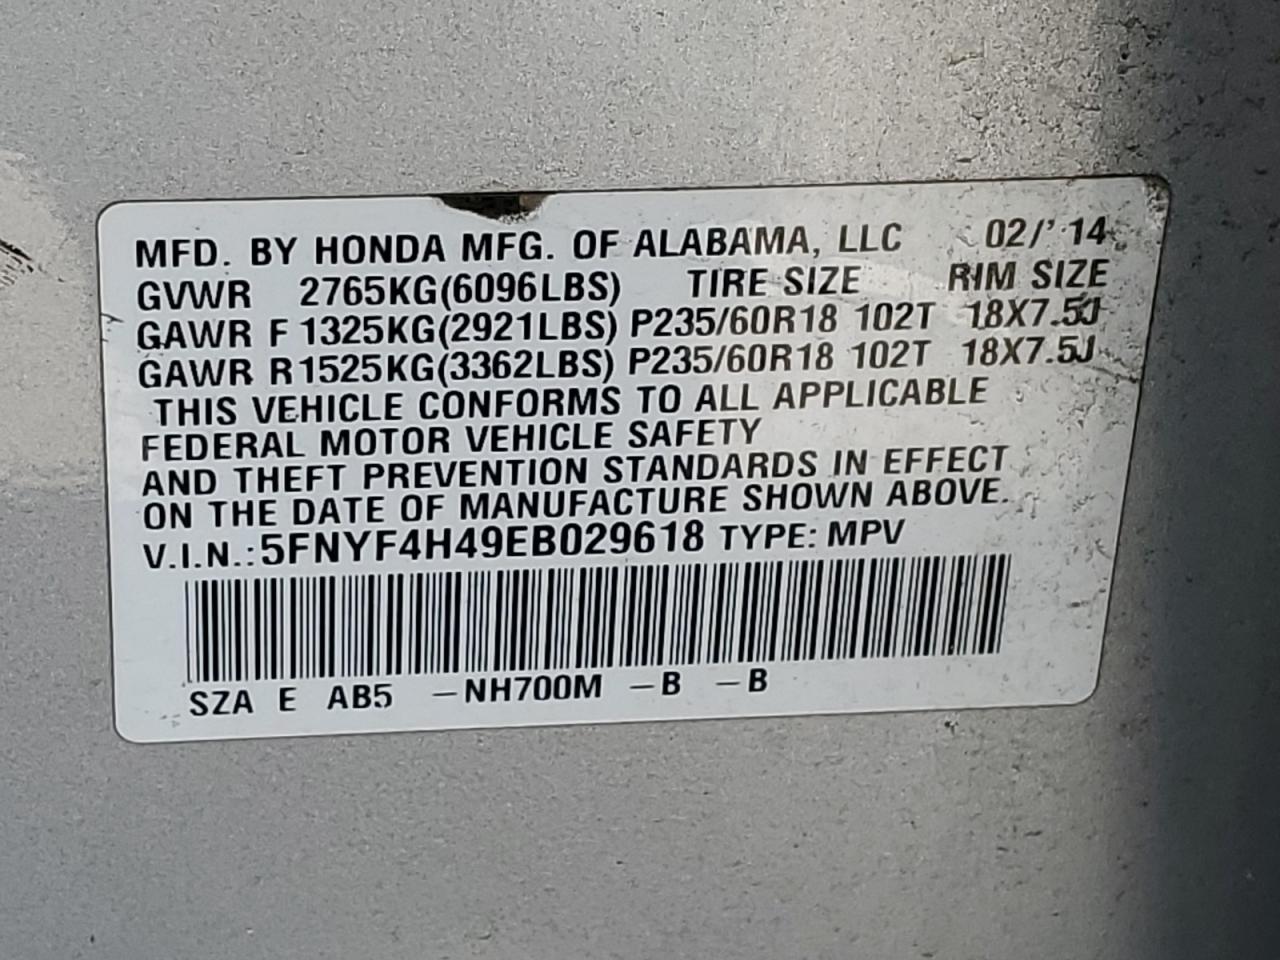 MFD. BY HONDA MFG. OF ALABAMA, LLC 02/'14
GVWR 2765KG(6096LBS) TIRE SIZE RIM SIZE
GAWR F 1325KG(2921LBS) P235/60R18 102T 18X7.5J
GAWR R 1525KG(3362LBS) P235/60R18 102T 18X7.5J
THIS VEHICLE CONFORMS TO ALL APPLICABLE
FEDERAL MOTOR VEHICLE SAFETY
AND THEFT PREVENTION STANDARDS IN EFFECT
ON THE DATE OF MANUFACTURE SHOWN ABOVE.
V.I.N.:5FNYF4H49EB029618 TYPE: MPV
SZA E AB5 -NH700M -B -B